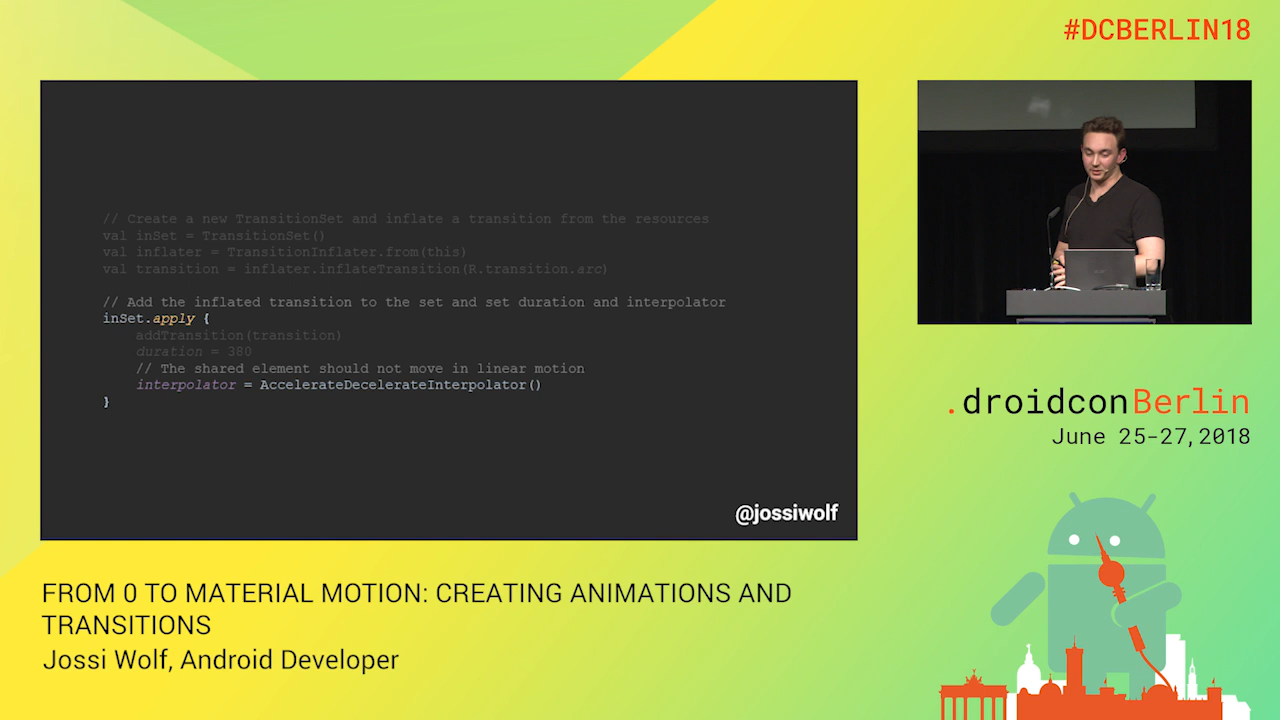 #DCBERLIN18
// Create a new TransitionSet and inflate a transition from the resources
val inSet = TransitionSet()
val inflater = TransitionInflater.from(this)
val transition = inflater.inflateTransition(R.transition.arc)
// Add the inflated transition to the set and set duration and interpolator
inSet.apply {
addTransition(transition)
duration = 380
// The shared element should not move in linear motion
interpolator = AccelerateDecelerateInterpolator()
}
@jossiwolf
.droidconBerlin
June 25-27, 2018
FROM 0 TO MATERIAL MOTION: CREATING ANIMATIONS AND
TRANSITIONS
Jossi Wolf, Android Developer